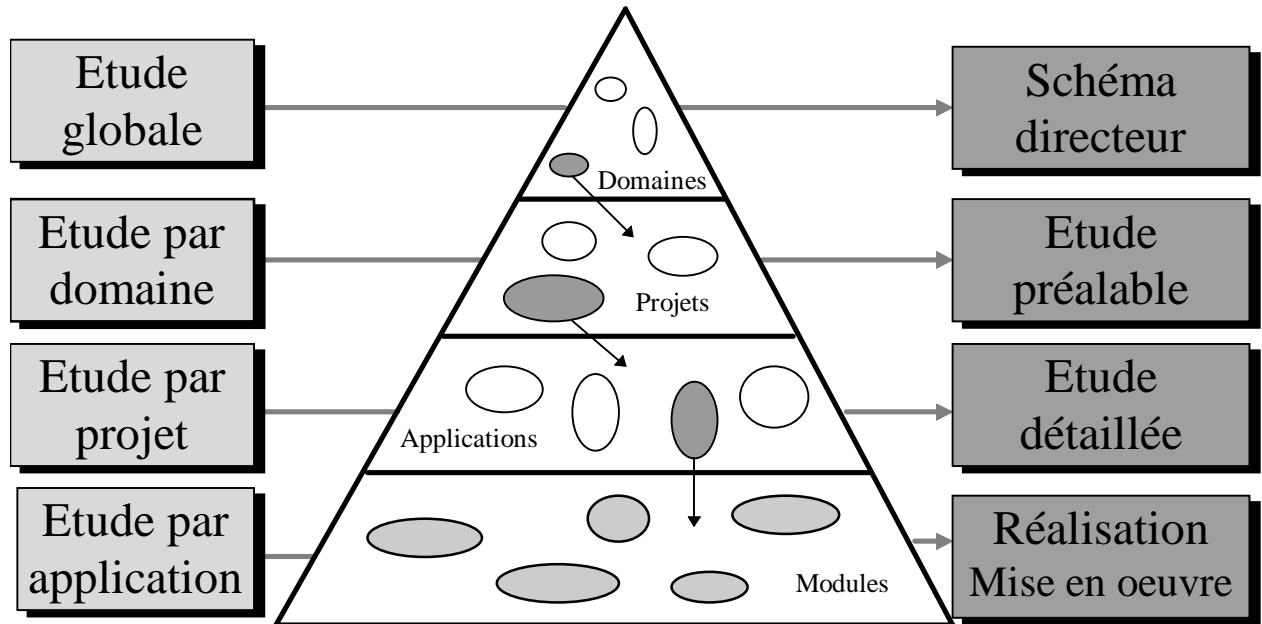 Etude
globale
Domaines
Schéma
directeur
Etude par
domaine
Projets
Etude
préalable
Etude par
projet
Applications
Etude
détaillée
Etude par
application
Modules
Réalisation
Mise en oeuvre